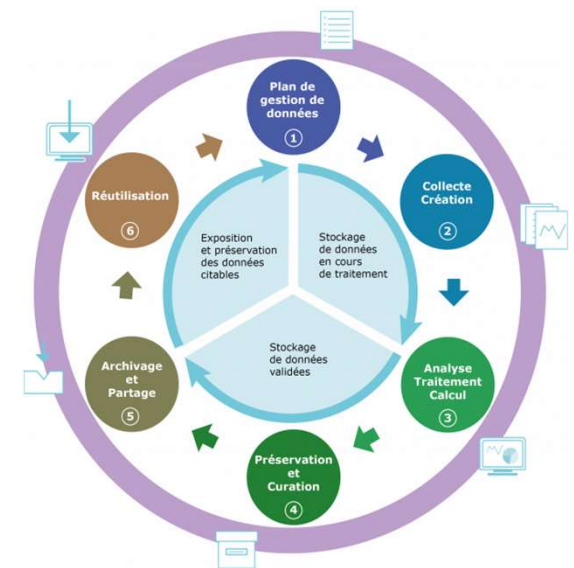 Plan de
gestion de
données
①
Collecte
Création
②
Analyse
Traitement
Calcul
③
Préservation
et
Curation
④
Archivage
et
Partage
⑤
Réutilisation
⑥
Exposition
et préservation
des données
citables
Stockage
de données
en cours
de traitement
Stockage
de données
validées